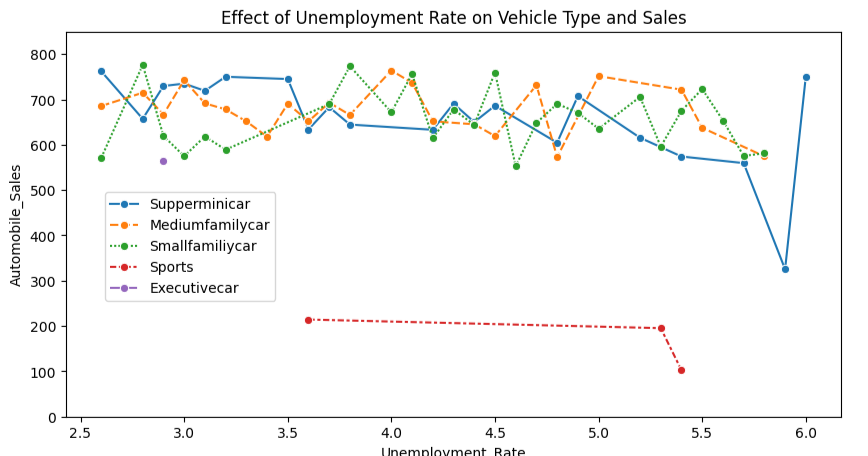 Effect of Unemployment Rate on Vehicle Type and Sales
Automobile_Sales
800
700
600
500
400
300
200
100
0
Supperminicar
Mediumfamilycar
Smallfamiliycar
Sports
Executivecar
2.5 3.0 3.5 4.0 4.5 5.0 5.5 6.0
Unemployment_Rate